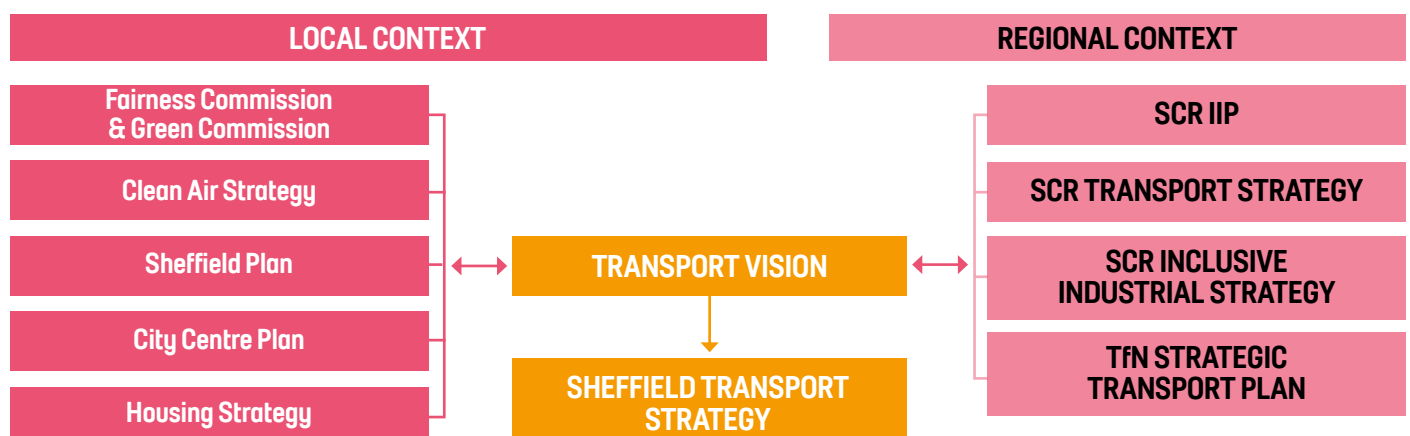 LOCAL CONTEXT
Fairness Commission
& Green Commission
Clean Air Strategy
Sheffield Plan
City Centre Plan
Housing Strategy
TRANSPORT VISION
SHEFFIELD TRANSPORT
STRATEGY
REGIONAL CONTEXT
SCR IIP
SCR TRANSPORT STRATEGY
SCR INCLUSIVE
INDUSTRIAL STRATEGY
TfN STRATEGIC
TRANSPORT PLAN